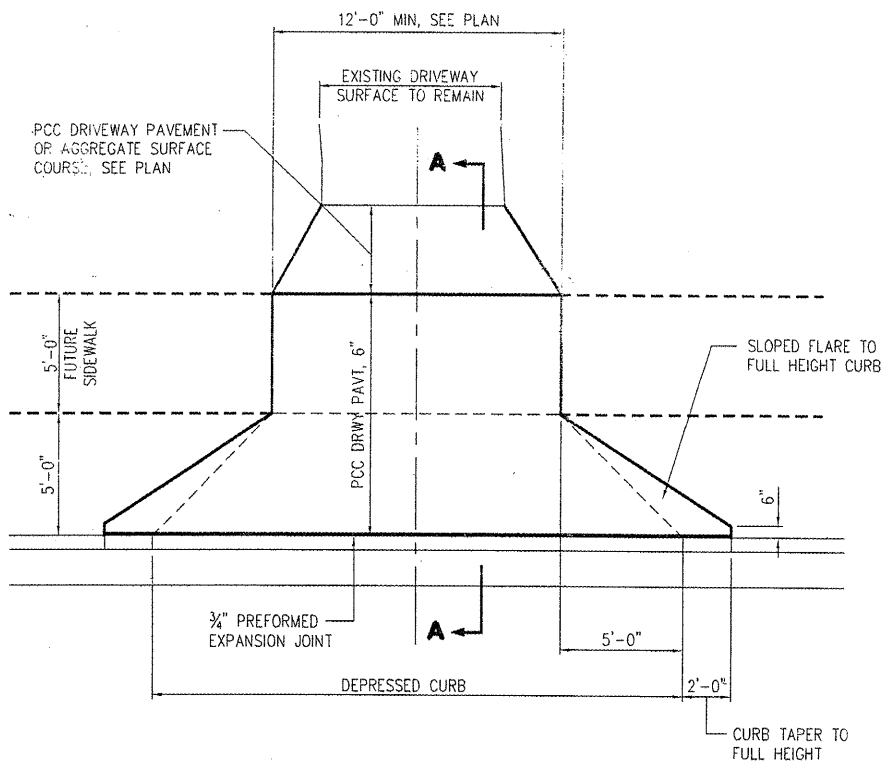 12'-0" MIN, SEE PLAN
EXISTING DRIVEWAY
SURFACE TO REMAIN
PCC DRIVEWAY PAVEMENT
OR AGGREGATE SURFACE
COURSE, SEE PLAN
A
5'-0"
FUTURE
SIDEWALK
PCC DRWY PAVT, 6"
SLOPED FLARE TO
FULL HEIGHT CURB
5'-0"
6"
3/4" PREFORMED
EXPANSION JOINT
A
5'-0"
DEPRESSED CURB
2'-0"
CURB TAPER TO
FULL HEIGHT